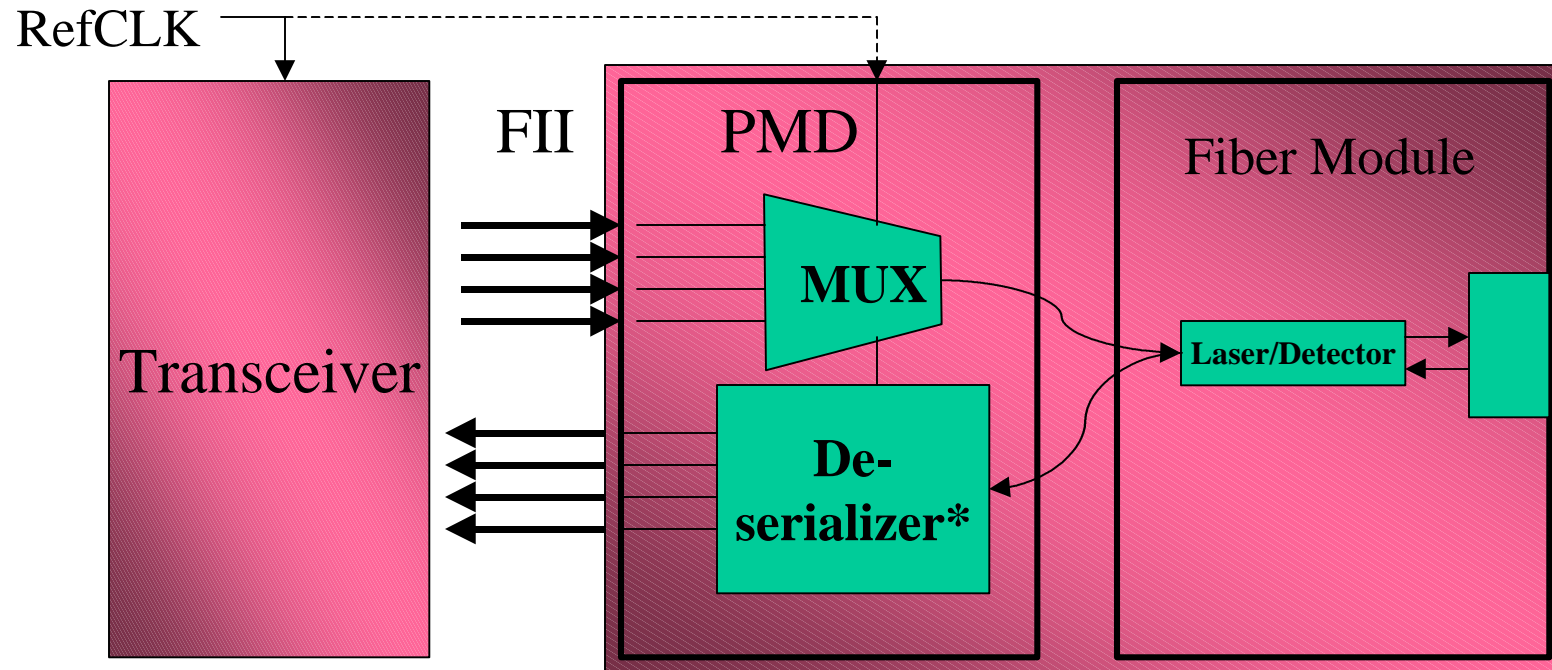 RefCLK
FII
PMD
Fiber Module
MUX
Laser/Detector
Transceiver
De-
serializer*